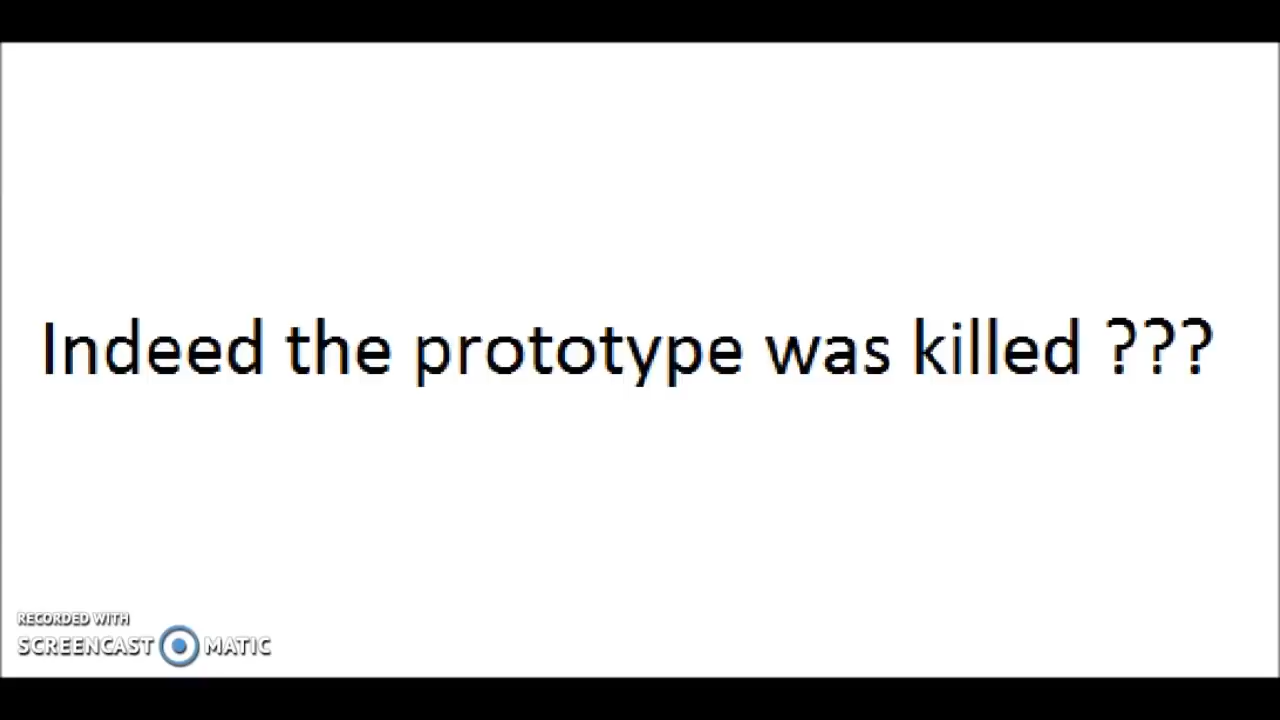 Indeed the prototype was killed ???
RECORDED WITH
SCREENCAST MATIC